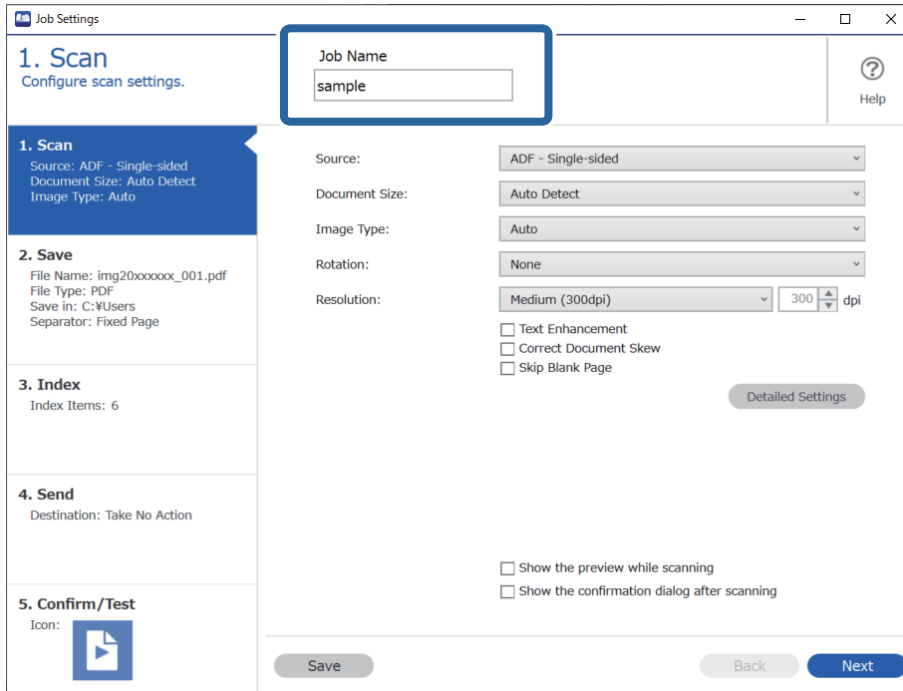 Job Settings
1. Scan
Configure scan settings.
Job Name
sample
?
Help
1. Scan
Source: ADF - Single-sided
Document Size: Auto Detect
Image Type: Auto
2. Save
File Name: img20xxxxxx_001.pdf
File Type: PDF
Save in: C:¥Users
Separator: Fixed Page
3. Index
Index Items: 6
4. Send
Destination: Take No Action
5. Confirm/Test
Icon:
Source: ADF - Single-sided
Document Size: Auto Detect
Image Type: Auto
Rotation: None
Resolution: Medium (300dpi) 300 dpi
Text Enhancement
Correct Document Skew
Skip Blank Page
Detailed Settings
Show the preview while scanning
Show the confirmation dialog after scanning
Save Back Next